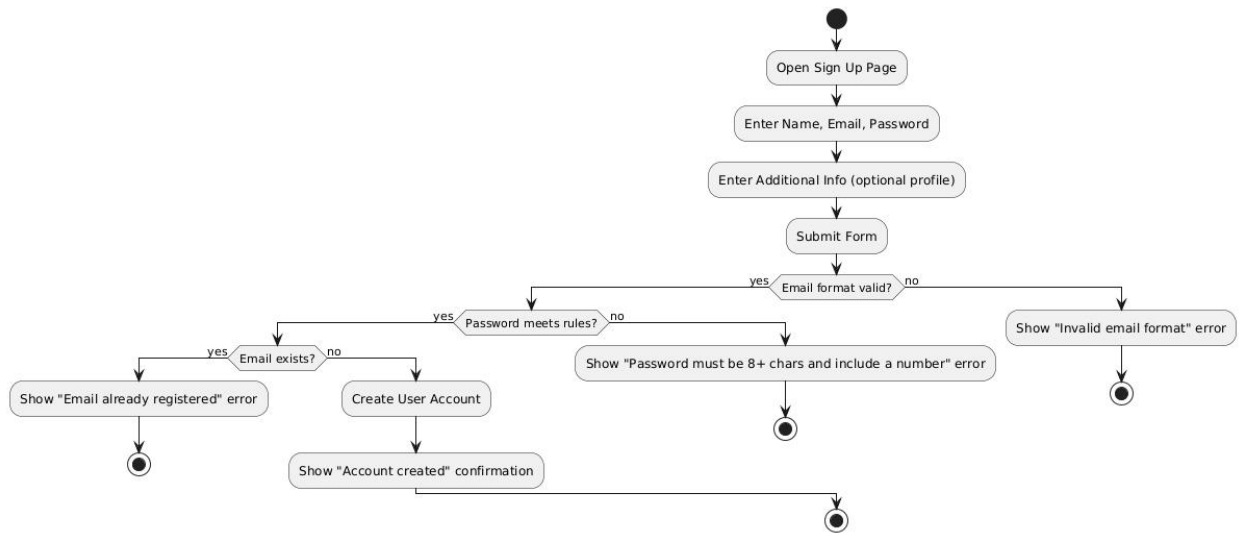 Open Sign Up Page
Enter Name, Email, Password
Enter Additional Info (optional profile)
Submit Form
yes
Email format valid?
no
yes
Password meets rules?
no
Show "Invalid email format" error
yes
Email exists?
no
Show "Password must be 8+ chars and include a number" error
Show "Email already registered" error
Create User Account
Show "Account created" confirmation